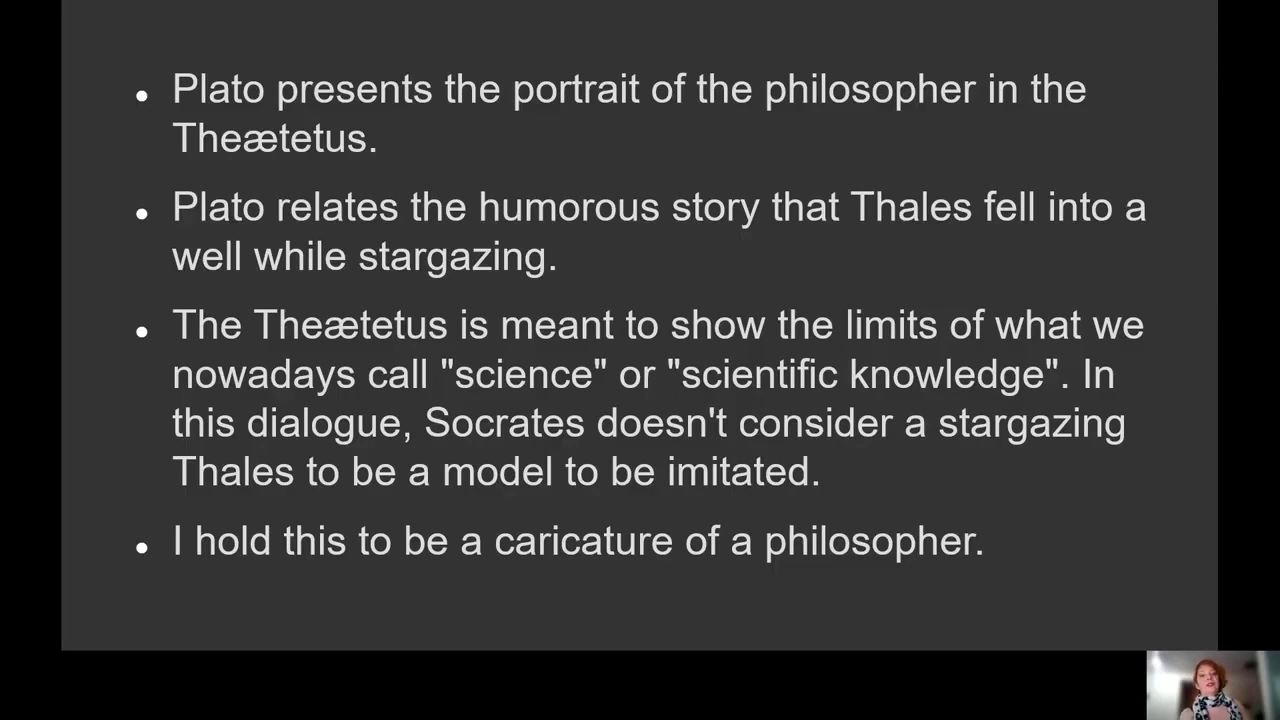 Plato presents the portrait of the philosopher in the
Theætetus.
Plato relates the humorous story that Thales fell into a
well while stargazing.
The Theætetus is meant to show the limits of what we
nowadays call "science" or "scientific knowledge". In
this dialogue, Socrates doesn't consider a stargazing
Thales to be a model to be imitated.
I hold this to be a caricature of a philosopher.